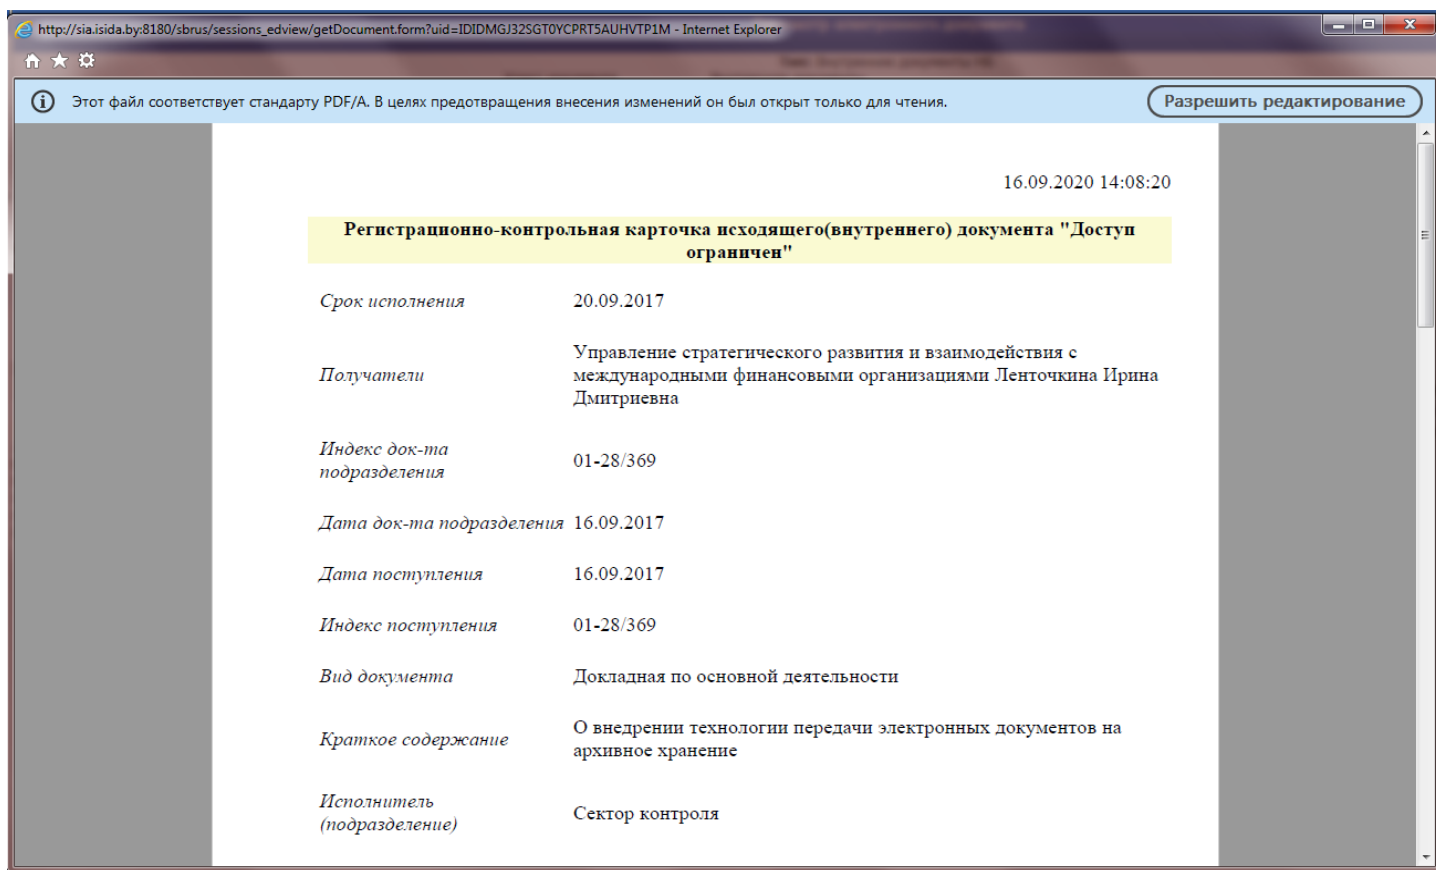 http://sia.isida.by:8180/sbrus/sessions_edview/getDocument.form?uid=IDIDMGJ32SGT0YCPRT5AUHVTP1M - Internet Explorer
Этот файл соответствует стандарту PDF/A. В целях предотвращения внесения изменений он был открыт только для чтения.
Разрешить редактирование
16.09.2020 14:08:20
Регистрационно-контрольная карточка исходящего(внутреннего) документа "Доступ
ограничен"
Срок исполнения 20.09.2017
Получатели
Управление стратегического развития и взаимодействия с
международными финансовыми организациями Ленточкина Ирина
Дмитриевна
Индекс док-та
подразделения
01-28/369
Дата док-та подразделения 16.09.2017
Дата поступления 16.09.2017
Индекс поступления 01-28/369
Вид документа Докладная по основной деятельности
Краткое содержание
О внедрении технологии передачи электронных документов на
архивное хранение
Исполнитель
(подразделение)
Сектор контроля